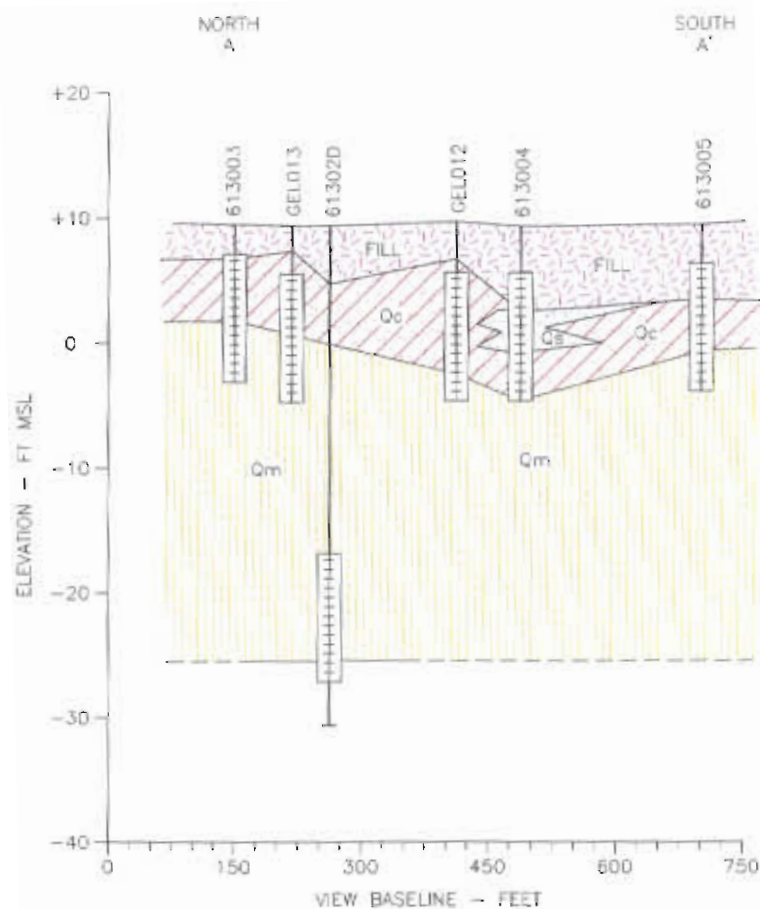 NORTH
A
SOUTH
A'
+20
613003
GEL013
61302D
GEL012
613004
613005
+10
FILL
FILL
Qc
Qs
Qc
0
Qm
Qm
-10
-20
-30
-40
ELEVATION - FT MSL
0
150
300
450
600
750
VIEW BASELINE - FEET